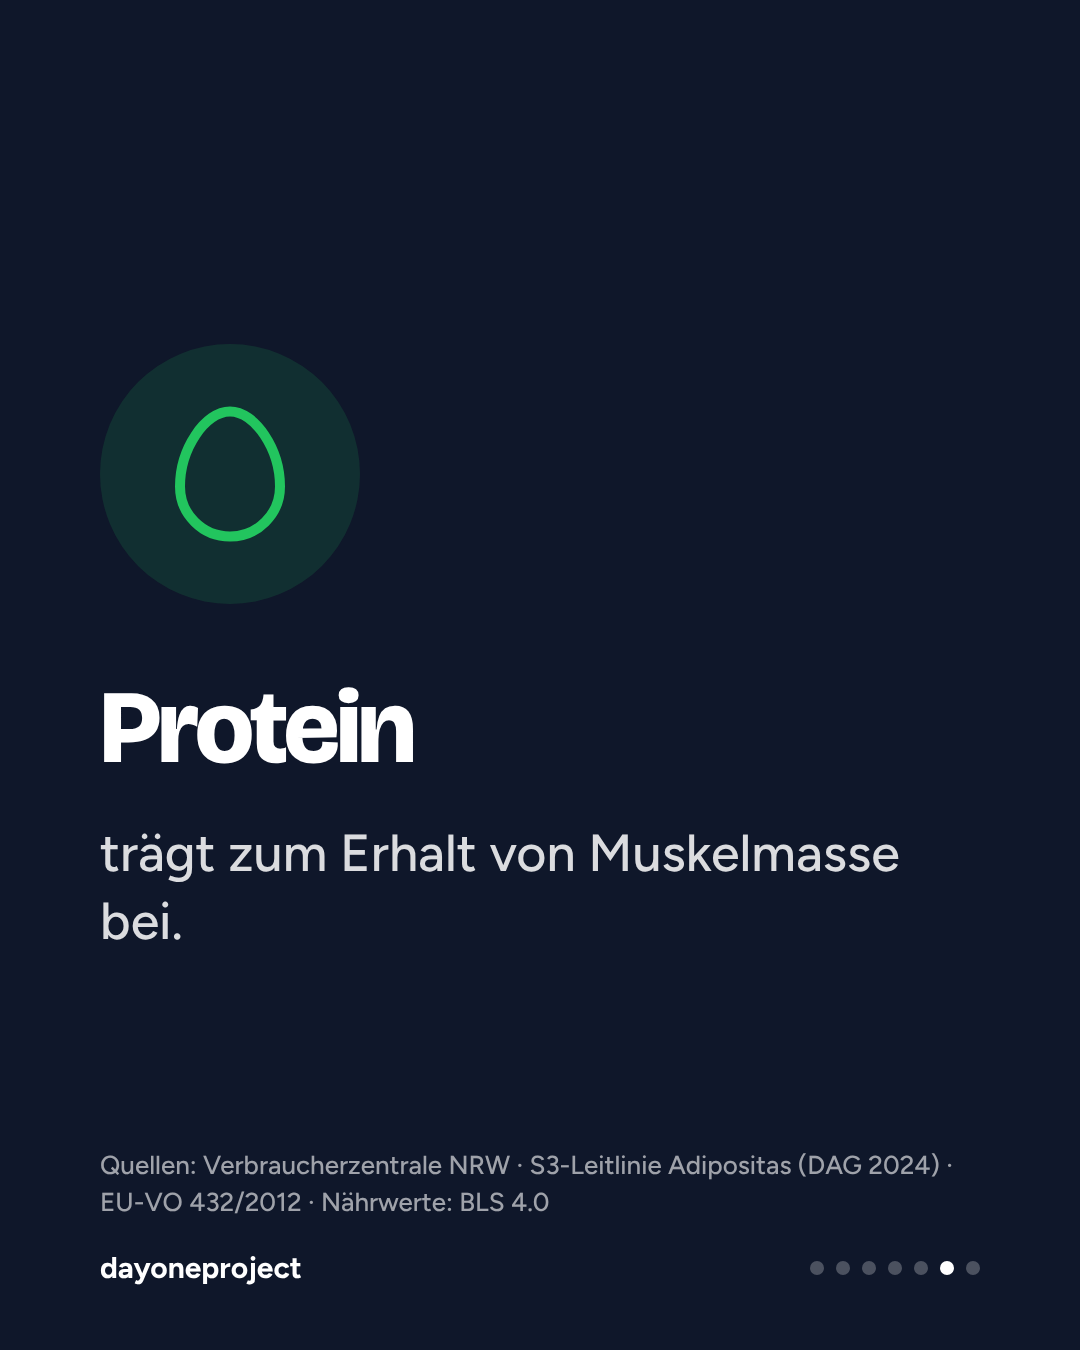 Protein
trägt zum Erhalt von Muskelmasse
bei.
Quellen: Verbraucherzentrale NRW · S3-Leitlinie Adipositas (DAG 2024) ·
EU-VO 432/2012 · Nährwerte: BLS 4.0
dayoneproject